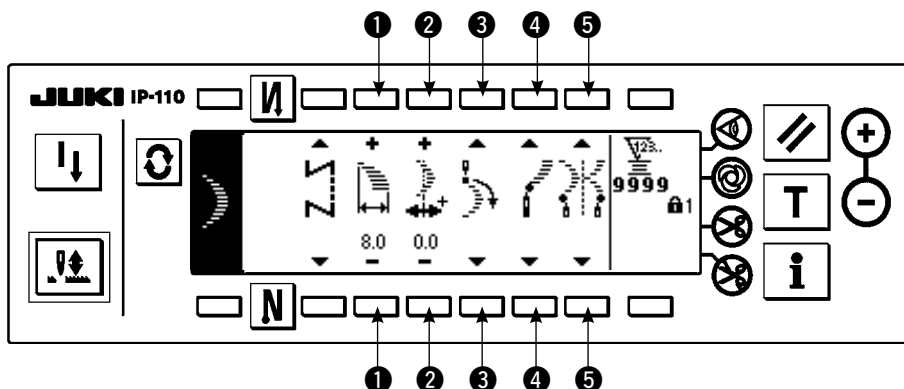 ❶ ❷ ❸ ❹ ❺
JUKI IP-110
N
123..
9999
1
8.0 0.0
T
i
N
+
−
❶ ❷ ❸ ❹ ❺